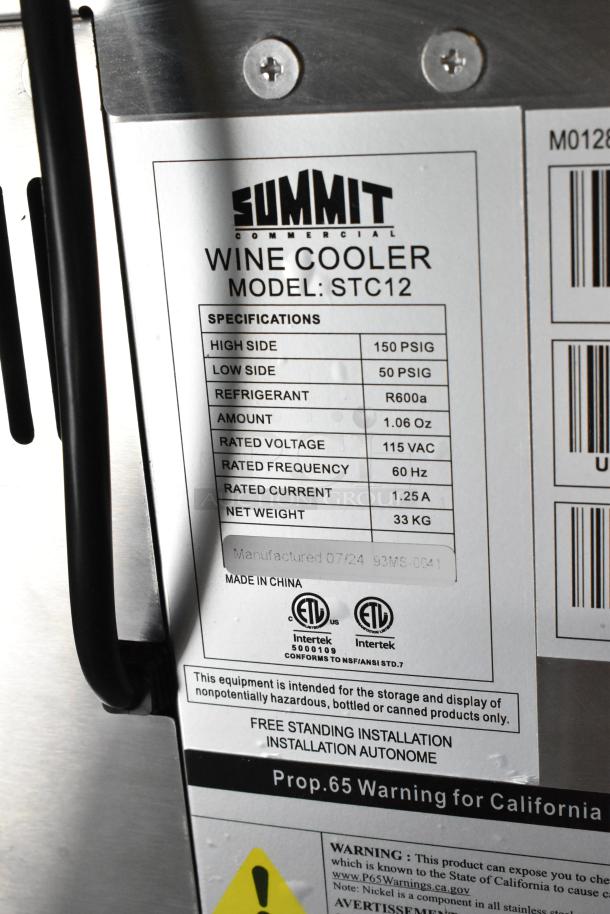 SUMMIT
COMMERCIAL
WINE COOLER
MODEL: STC12
SPECIFICATIONS
HIGH SIDE 150 PSIG
LOW SIDE 50 PSIG
REFRIGERANT R600a
AMOUNT 1.06 Oz
RATED VOLTAGE 115 VAC
RATED FREQUENCY 60 Hz
RATED CURRENT 1.25 A
NET WEIGHT 33 KG
Manufactured 07/24 93MS-0041
MADE IN CHINA
C ETL US ETL
Intertek Intertek
5000109
CONFORMS TO NSF/ANSI STD.7
This equipment is intended for the storage and display of
nonpotentially hazardous, bottled or canned products only.
FREE STANDING INSTALLATION
INSTALLATION AUTONOME
M0128
U
Prop.65 Warning for California
WARNING : This product can expose you to che
which is known to the State of California to cause c
www.P65Warnings.ca.gov
Note: Nickel is a component in all stainless